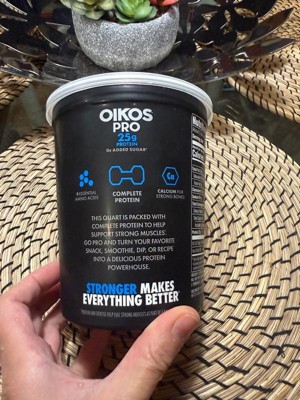 OIKOS
PRO
25g
PROTEIN
0g ADDED SUGAR*
9 ESSENTIAL
AMINO ACIDS
COMPLETE
PROTEIN
Ca
CALCIUM FOR
STRONG BONES
THIS QUART IS PACKED WITH
COMPLETE PROTEIN TO HELP
SUPPORT STRONG MUSCLES.
GO PRO AND TURN YOUR FAVORITE
SNACK, SMOOTHIE, DIP, OR RECIPE
INTO A DELICIOUS PROTEIN
POWERHOUSE.
STRONGER MAKES
EVERYTHING BETTER